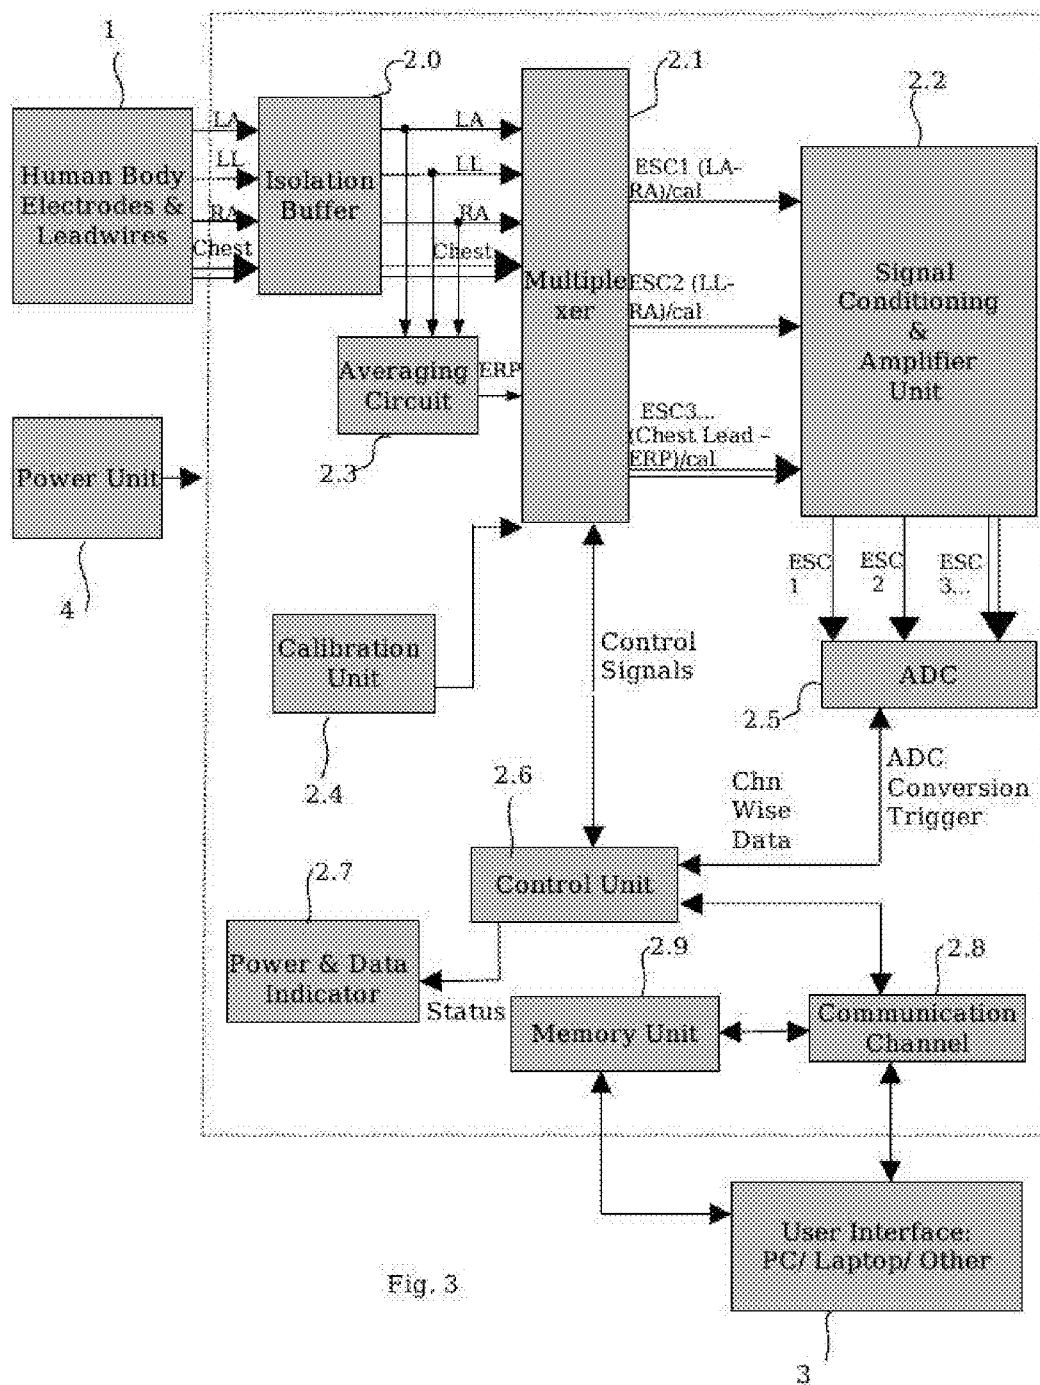 1
2.0
2.1
2.2
LA
LL
RA
Chest
Human Body
Electrodes &
Leadwires
Isolation
Buffer
LA
LL
RA
Chest
Multiple
xer
ESC1 (LA-
RA)/cal
ESC2 (LL-
RA)/cal
ESC3...
(Chest Lead –
ERP)/cal
Signal
Conditioning
&
Amplifier
Unit
Averaging
Circuit
ERP
2.3
Power Unit
4
ESC
1
ESC
2
ESC
3...
Calibration
Unit
2.4
Control
Signals
ADC
2.5
Chn
Wise
Data
ADC
Conversion
Trigger
2.6
Control Unit
2.7
Power & Data
Indicator
Status
2.9
Memory Unit
2.8
Communication
Channel
User Interface:
PC/ Laptop/ Other
3
Fig. 3